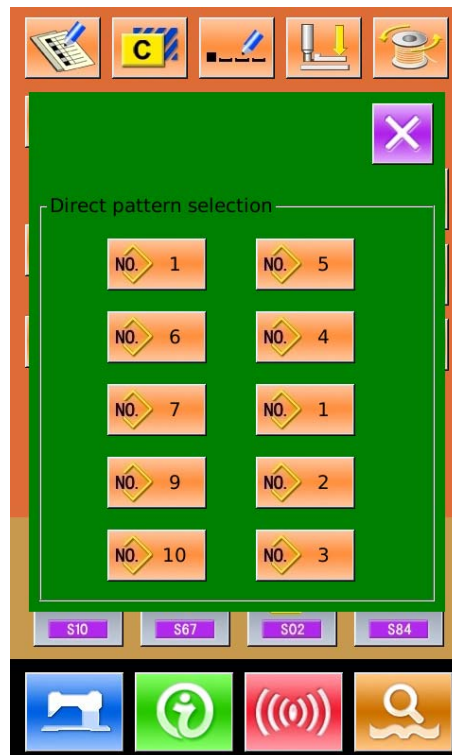 C
Direct pattern selection
NO. 1 NO. 5
NO. 6 NO. 4
NO. 7 NO. 1
NO. 9 NO. 2
NO. 10 NO. 3
S10 S67 S02 S84